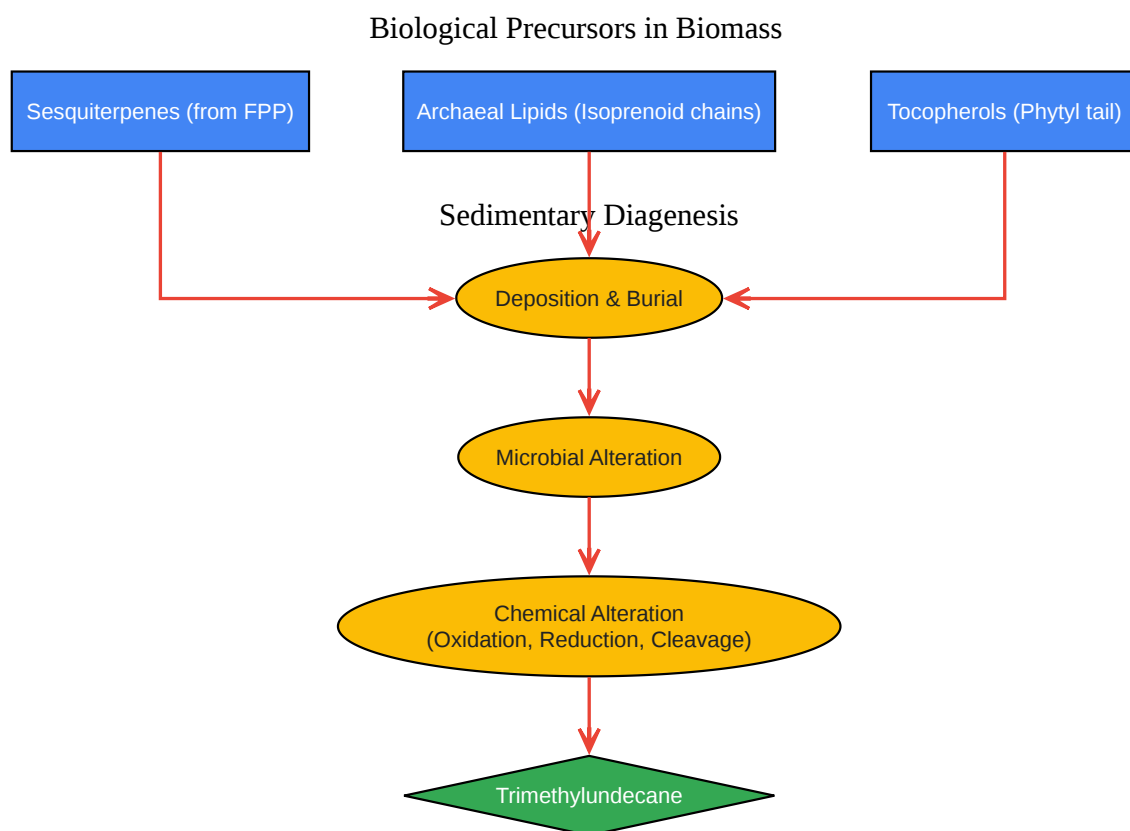 Biological Precursors in Biomass
Sesquiterpenes (from FPP)
Archaeal Lipids (Isoprenoid chains)
Tocopherols (Phytyl tail)
Sedimentary Diagenesis
Deposition & Burial
Microbial Alteration
Chemical Alteration
(Oxidation, Reduction, Cleavage)
Trimethylundecane